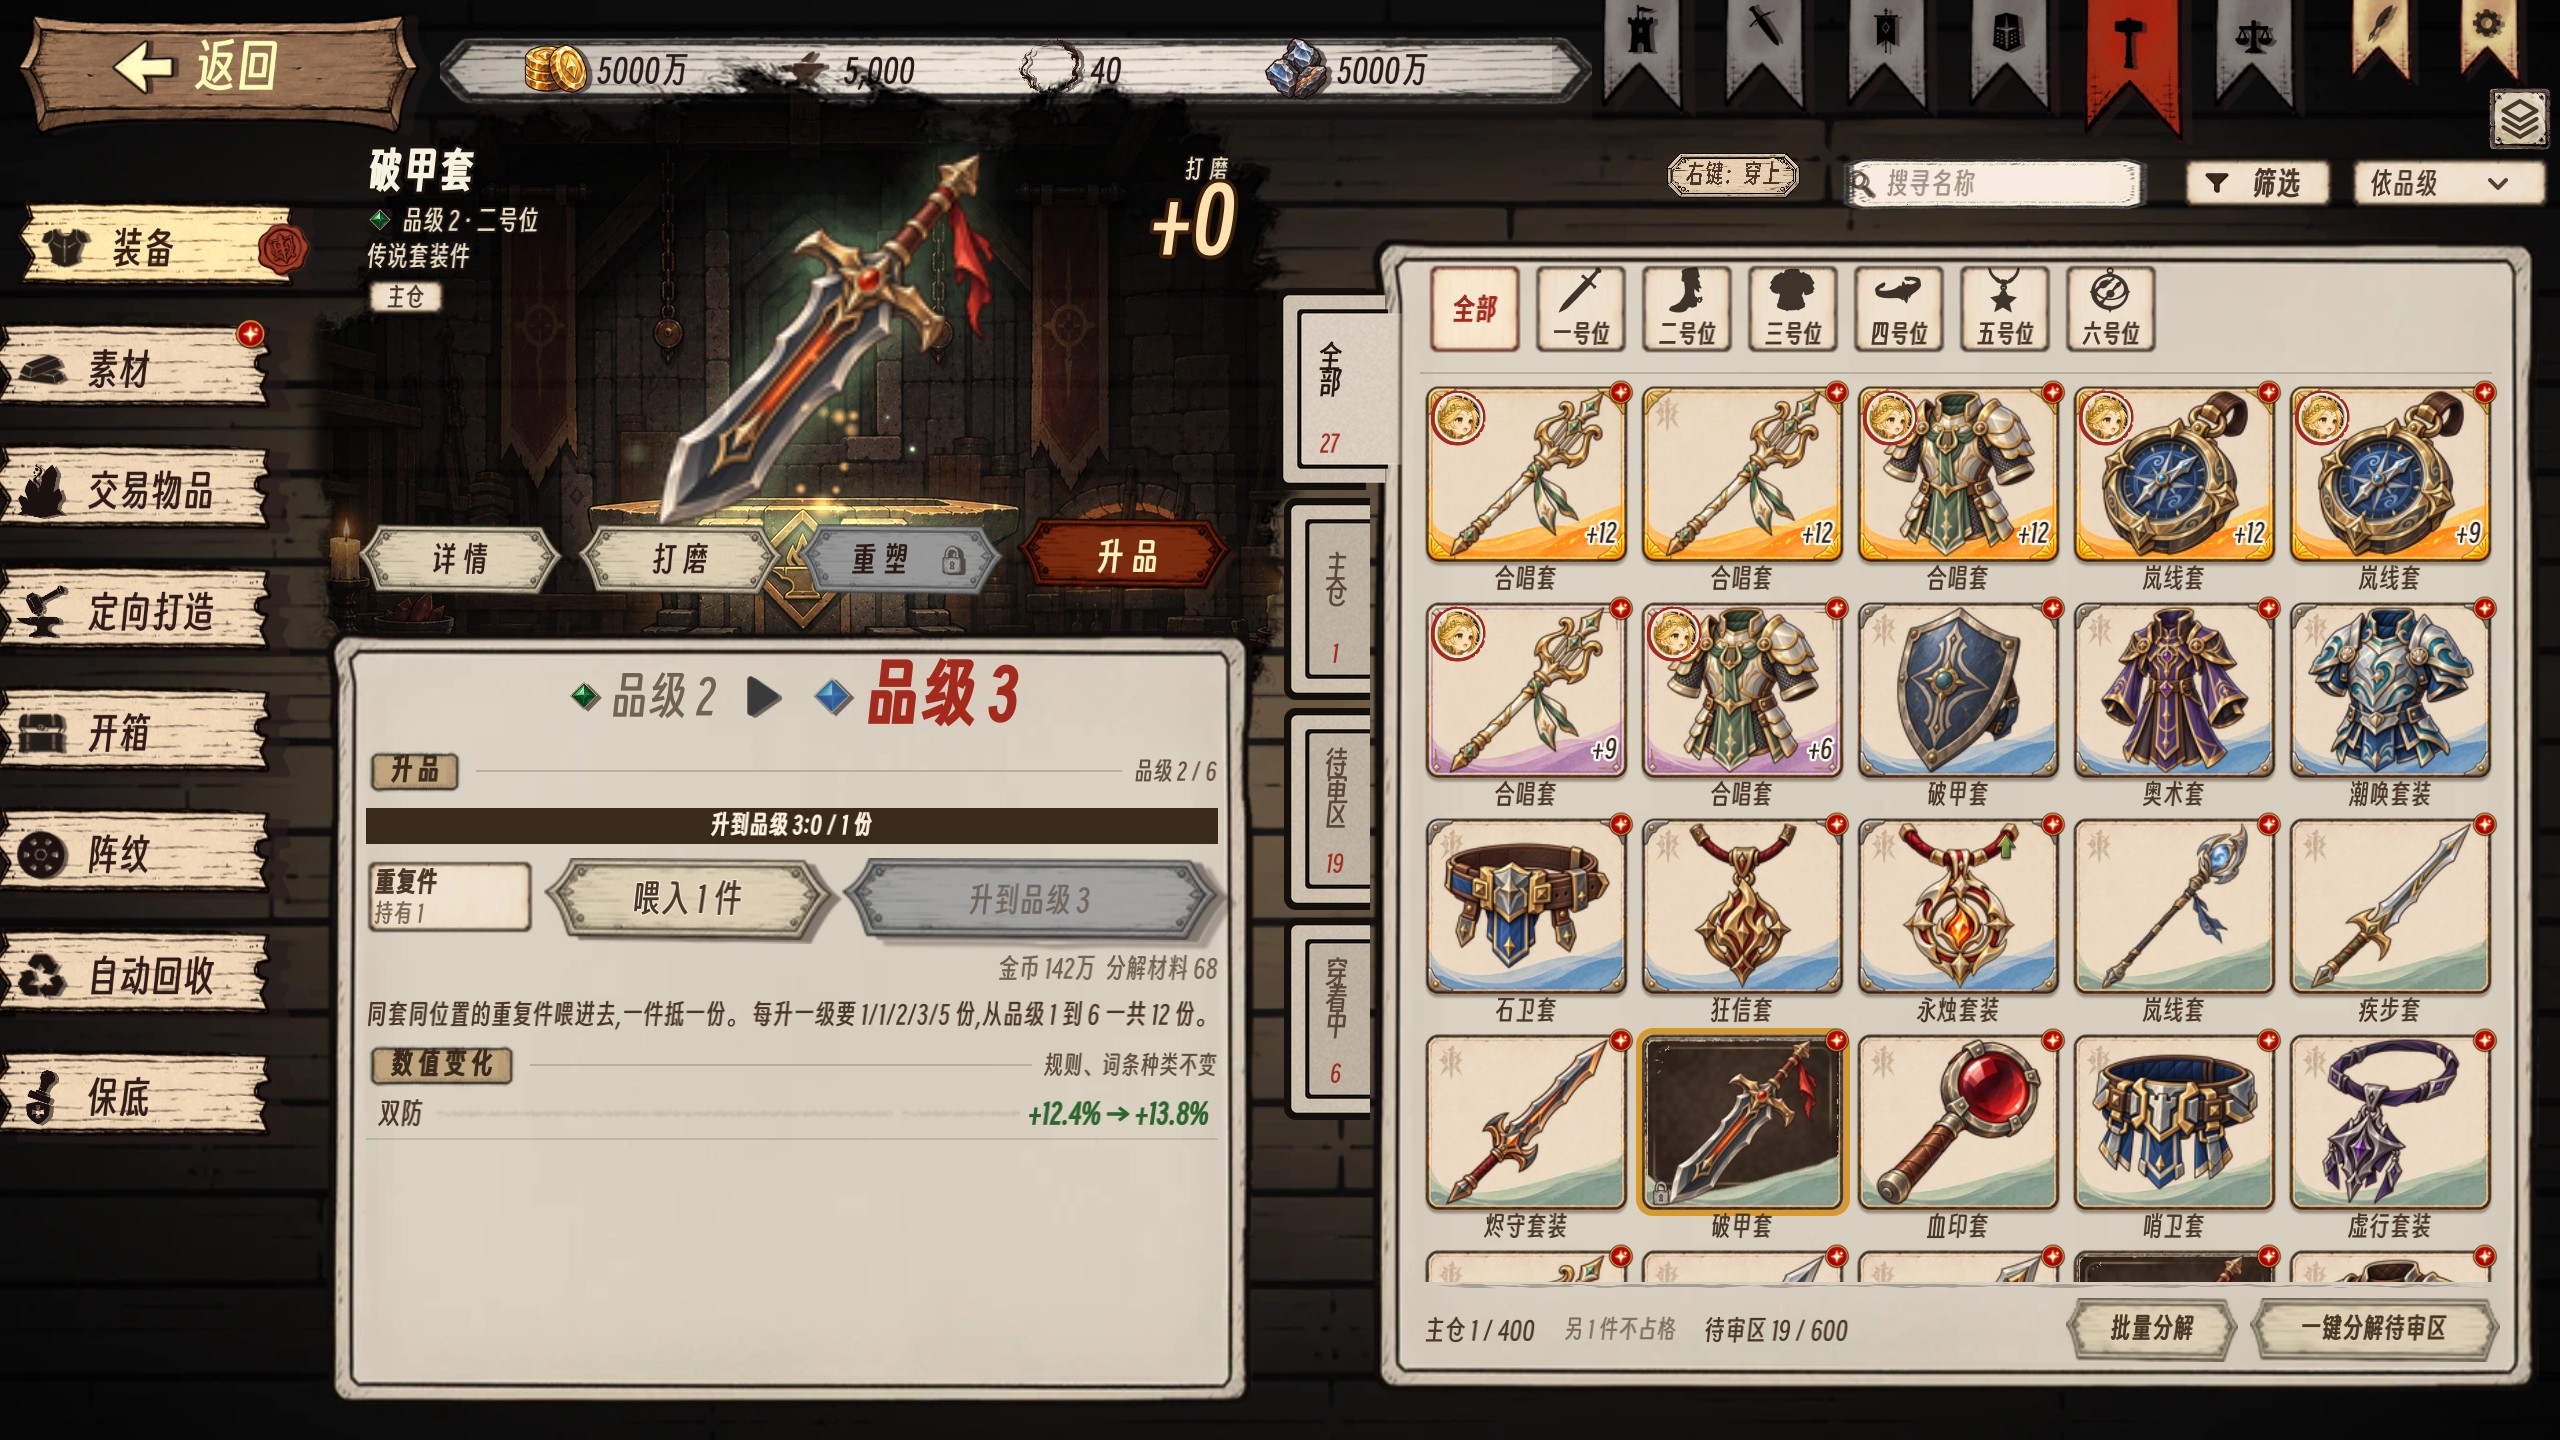 返回
5000万
5,000
40
5000万
破甲套
品级 2 · 二号位
传说套装件
主仓
打磨
+0
右键：穿上
搜寻名称
筛选
依品级
装备
素材
交易物品
定向打造
开箱
阵纹
自动回收
保底
详情
打磨
重塑
升品
品级 2
品级 3
升品
品级 2 / 6
升到品级 3:0 / 1 份
重复件
持有 1
喂入 1 件
升到品级 3
金币 142万 分解材料 68
同套同位置的重复件喂进去,一件抵一份。 每升一级要 1/1/2/3/5 份,从品级 1 到 6 一共 12 份。
数值变化
规则、词条种类不变
双防
+12.4% → +13.8%
全部
27
主仓
1
待审区
19
穿着中
6
全部
一号位
二号位
三号位
四号位
五号位
六号位
+12
+12
+12
+12
+9
合唱套
合唱套
合唱套
岚线套
岚线套
+9
+6
合唱套
合唱套
破甲套
奥术套
潮唤套装
石卫套
狂信套
永烛套装
岚线套
疾步套
烬守套装
破甲套
血印套
哨卫套
虚行套装
主仓 1 / 400
另 1 件不占格
待审区 19 / 600
批量分解
一键分解待审区